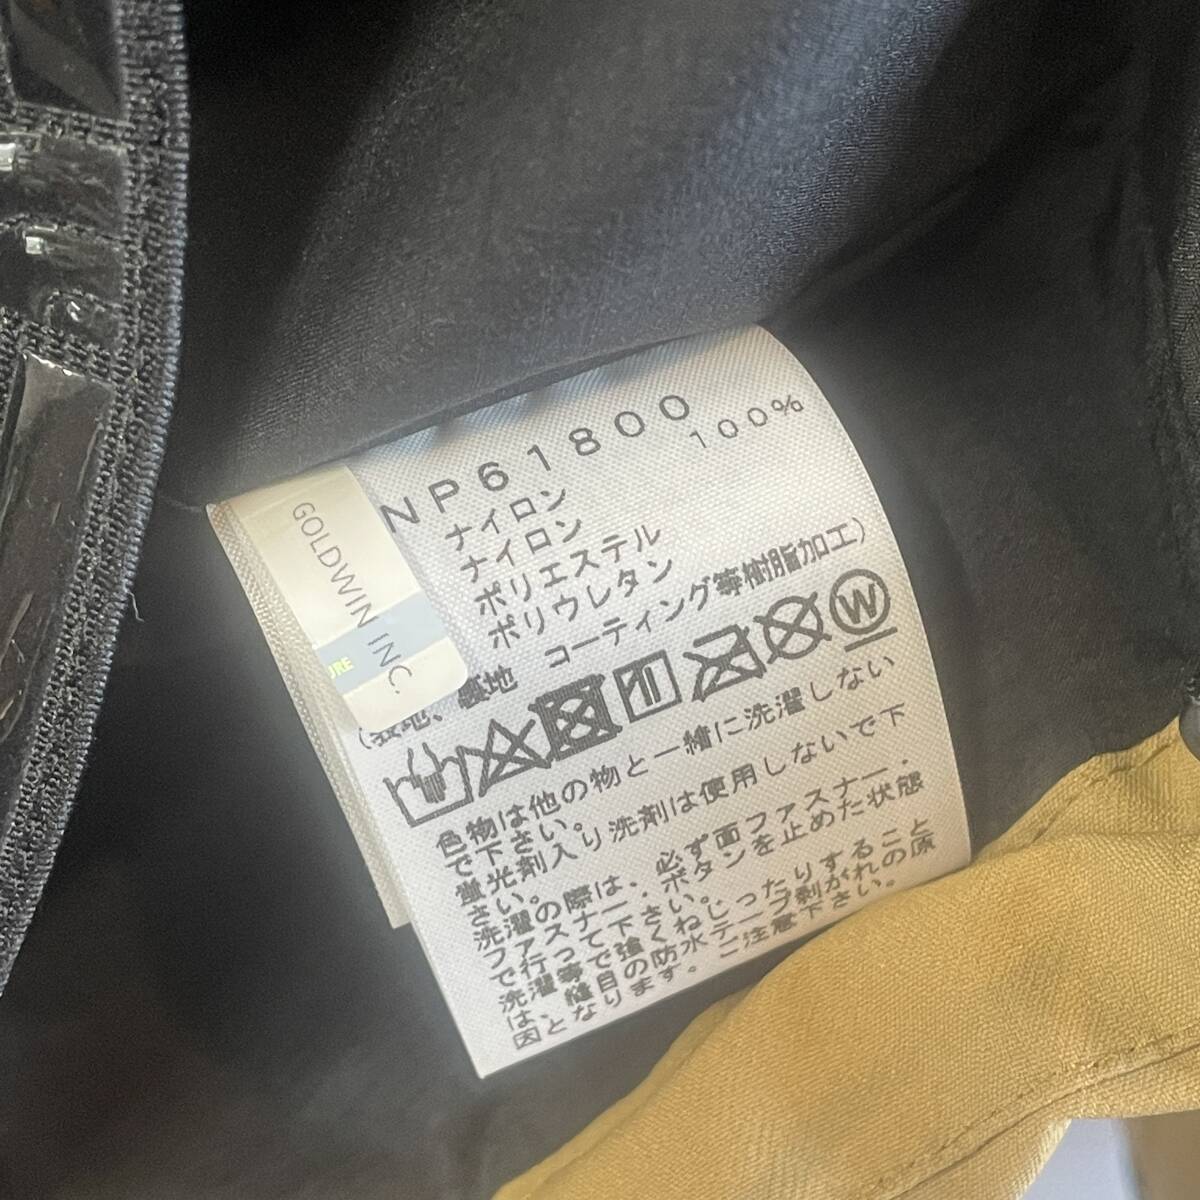 NP61800
ナイロン 100%
ナイロン
ポリエステル
ポリウレタン
(表地、裏地 コーティング等樹脂加工)
W
色物は他の物と一緒に洗濯しない
で下さい。
蛍光剤入り洗剤は使用しないで下
さい。
洗濯の際は、必ず面ファスナー・
ファスナー・ボタンを止めた状態
で行って下さい。
洗濯等で強くねじったりすること
は、縫目の防水テープ剥がれの原
因となります。ご注意下さい。
GOLDWIN INC.
URE